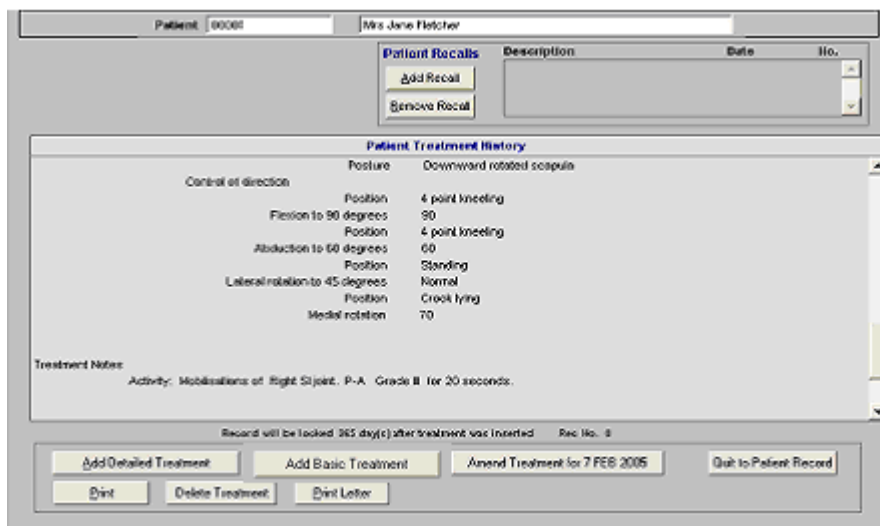 Patient 00001 Mrs Jane Fletcher
Patient Recalls Description Date No.
Add Recall
Remove Recall
Patient Treatment History
Posture Downward rotated scapula
Control of direction
Position 4 point kneeling
Flexion to 90 degrees 90
Position 4 point kneeling
Abduction to 60 degrees 60
Position Standing
Lateral rotation to 45 degrees Normal
Position Crook lying
Medial rotation 70
Treatment Notes
Activity: Mobilisations of Right SI joint. P-A Grade III for 20 seconds.
Record will be locked 365 day(s) after treatment was inserted Rec No. 8
Add Detailed Treatment Add Basic Treatment Amend Treatment for 7 FEB 2005 Quit to Patient Record
Print Delete Treatment Print Letter